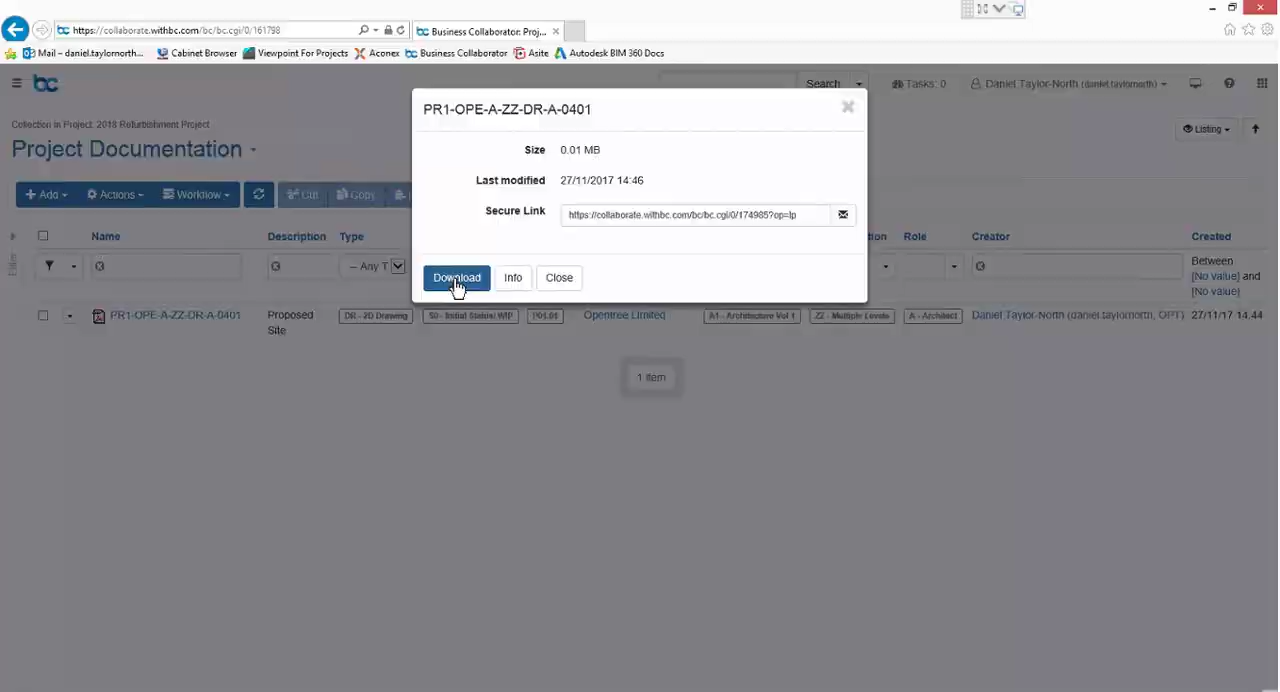 https://collaborate.withbc.com/bc/bc.cgi/0/161798
bc Business Collaborator: Proj...
Mail – daniel.taylornorth... Cabinet Browser Viewpoint For Projects Aconex bc Business Collaborator Asite Autodesk BIM 360 Docs
bc Search Tasks: 0 Daniel Taylor-North (daniel.taylornorth)
PR1-OPE-A-ZZ-DR-A-0401
Collection in Project: 2018 Refurbishment Project
Project Documentation
Listing
Size 0.01 MB
Last modified 27/11/2017 14:46
Secure Link https://collaborate.withbc.com/bc/bc.cgi/0/174985?op=lp
+ Add Actions Workflow Cut Copy
Name Description Type Role Creator Created
– Any T
Between
[No value] and
[No value]
Download Info Close
PR1-OPE-A-ZZ-DR-A-0401 Proposed Site DR - 2D Drawing S0 - Initial Status/ WIP P01.01 Opentree Limited A1 - Architecture Vol 1 ZZ - Multiple Levels A - Architect Daniel Taylor-North (daniel.taylornorth, OPT) 27/11/17 14:44
1 item